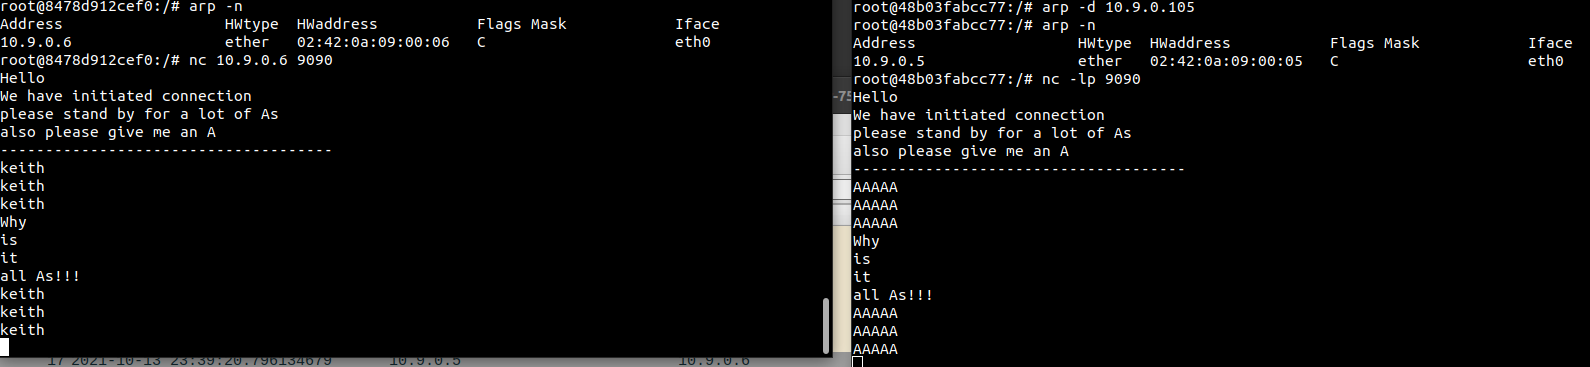 root@8478d912cef0:/# arp -n
Address                  HWtype  HWaddress           Flags Mask            Iface
10.9.0.6                 ether   02:42:0a:09:00:06   C                     eth0
root@8478d912cef0:/# nc 10.9.0.6 9090
Hello
We have initiated connection
please stand by for a lot of As
also please give me an A
-------------------------------------
keith
keith
keith
Why
is
it
all As!!!
keith
keith
keith
root@48b03fabcc77:/# arp -d 10.9.0.105
root@48b03fabcc77:/# arp -n
Address                  HWtype  HWaddress           Flags Mask            Iface
10.9.0.5                 ether   02:42:0a:09:00:05   C                     eth0
root@48b03fabcc77:/# nc -lp 9090
Hello
We have initiated connection
please stand by for a lot of As
also please give me an A
-------------------------------------
AAAAA
AAAAA
AAAAA
Why
is
it
all As!!!
AAAAA
AAAAA
AAAAA
-75
17 2021-10-13 23:39:20.796134679 10.9.0.5 10.9.0.6